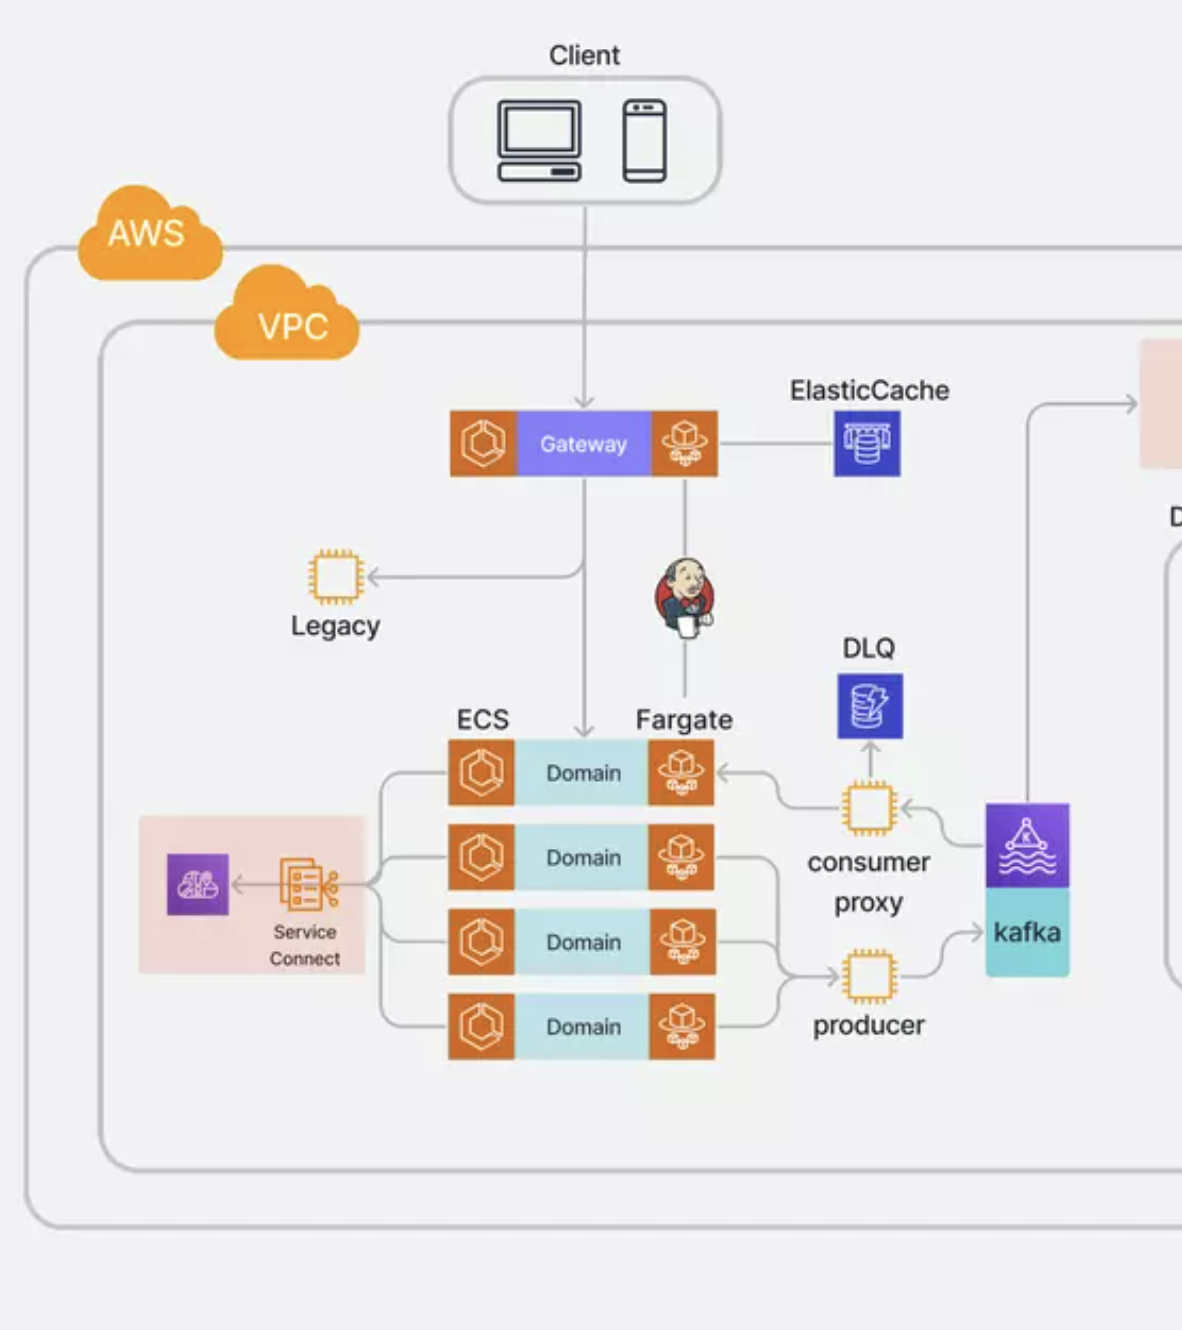 Client
AWS
VPC
ElasticCache
Gateway
Legacy
DLQ
ECS
Fargate
Domain
consumer
proxy
Domain
Service
Connect
Domain
K
kafka
Domain
producer
D